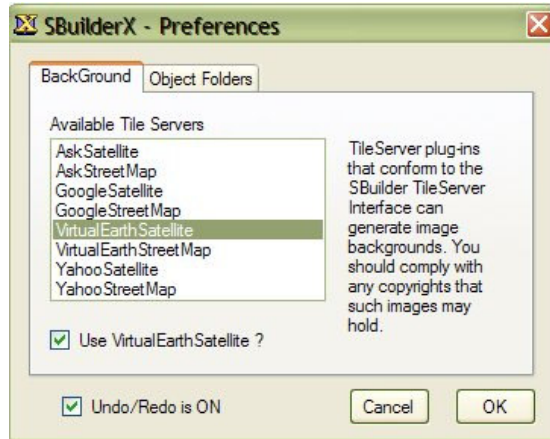 SBuilderX - Preferences
BackGround
Object Folders
Available Tile Servers
AskSatellite
AskStreetMap
GoogleSatellite
GoogleStreetMap
VirtualEarthSatellite
VirtualEarthStreetMap
YahooSatellite
YahooStreetMap
TileServer plug-ins
that conform to the
SBuilder TileServer
Interface can
generate image
backgrounds. You
should comply with
any copyrights that
such images may
hold.
Use VirtualEarthSatellite ?
Undo/Redo is ON
Cancel
OK